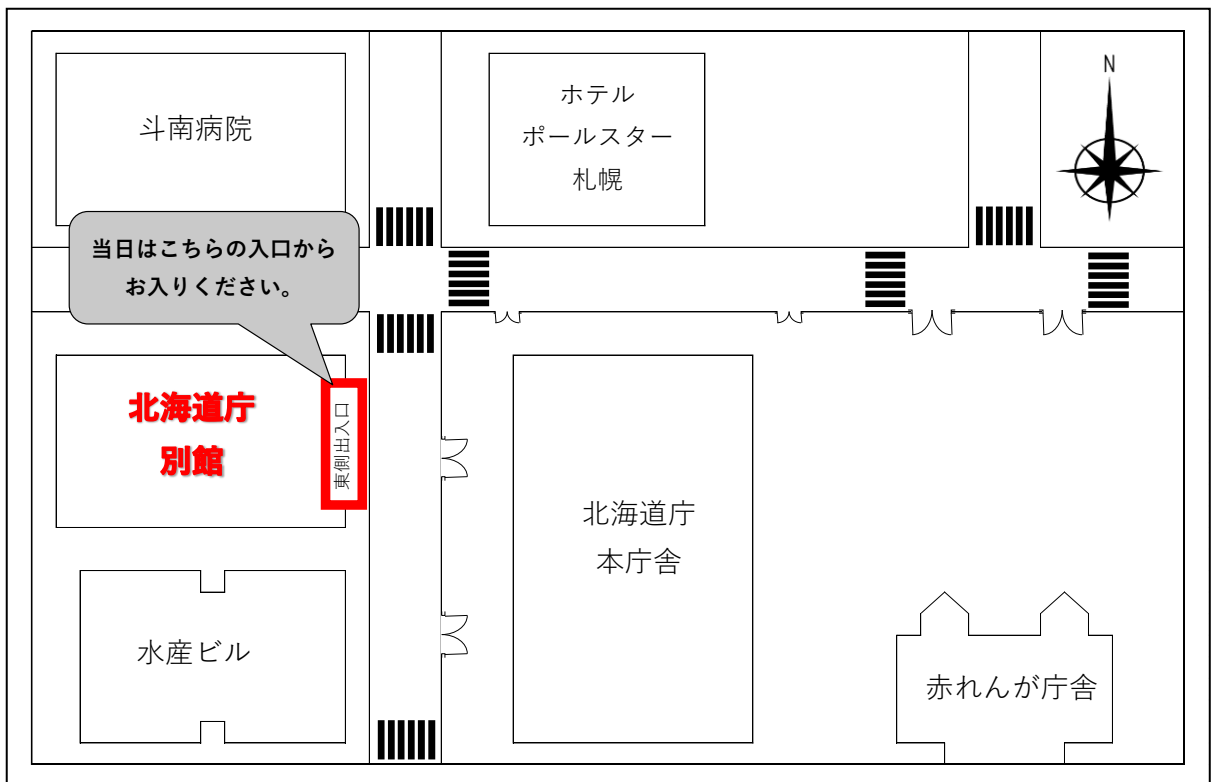 斗南病院
ホテル
ポールスター
札幌
N
当日はこちらの入口から
お入りください。
北海道庁
別館
東側出入口
北海道庁
本庁舎
水産ビル
赤れんが庁舎